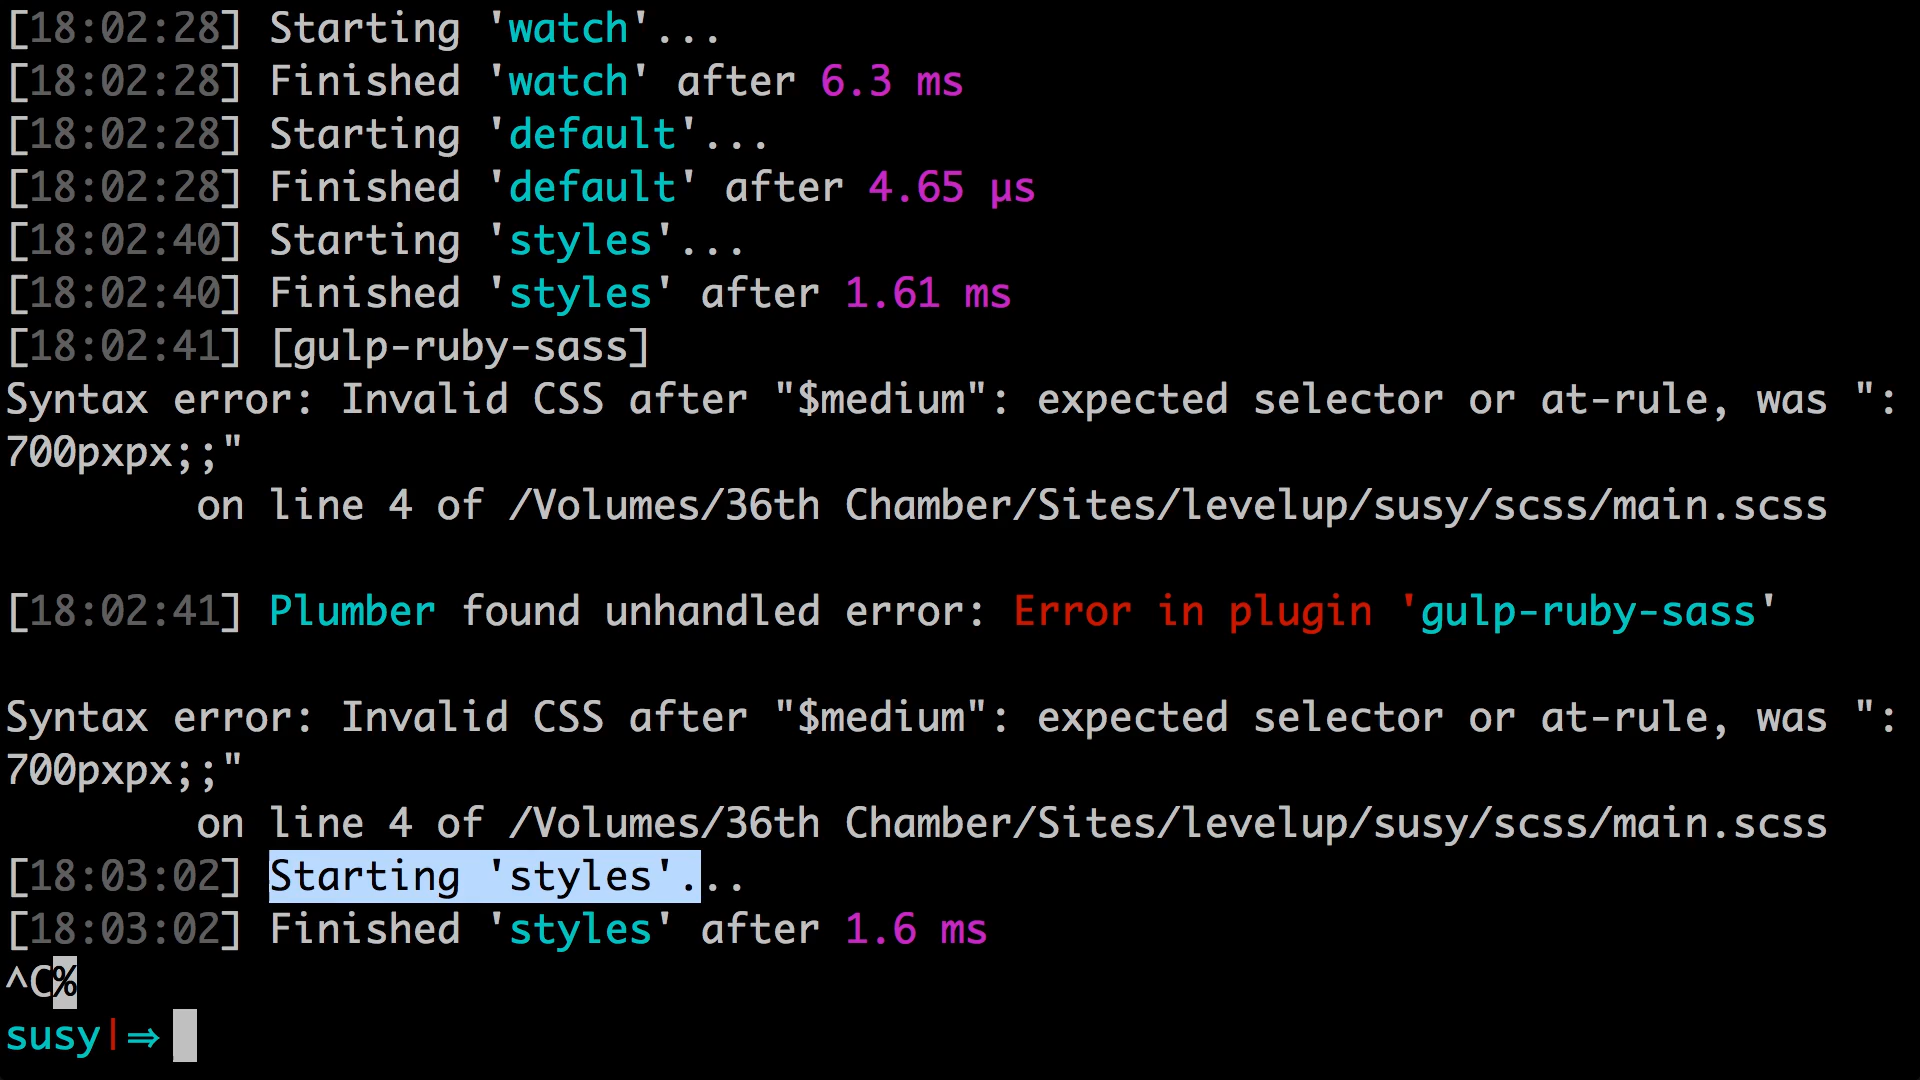 [18:02:28] Starting 'watch'...
[18:02:28] Finished 'watch' after 6.3 ms
[18:02:28] Starting 'default'...
[18:02:28] Finished 'default' after 4.65 μs
[18:02:40] Starting 'styles'...
[18:02:40] Finished 'styles' after 1.61 ms
[18:02:41] [gulp-ruby-sass]
Syntax error: Invalid CSS after "$medium": expected selector or at-rule, was ":
700pxpx;;"
on line 4 of /Volumes/36th Chamber/Sites/levelup/susy/scss/main.scss
[18:02:41] Plumber found unhandled error: Error in plugin 'gulp-ruby-sass'
Syntax error: Invalid CSS after "$medium": expected selector or at-rule, was ":
700pxpx;;"
on line 4 of /Volumes/36th Chamber/Sites/levelup/susy/scss/main.scss
[18:03:02] Starting 'styles'...
[18:03:02] Finished 'styles' after 1.6 ms
^C%
susy|⇒